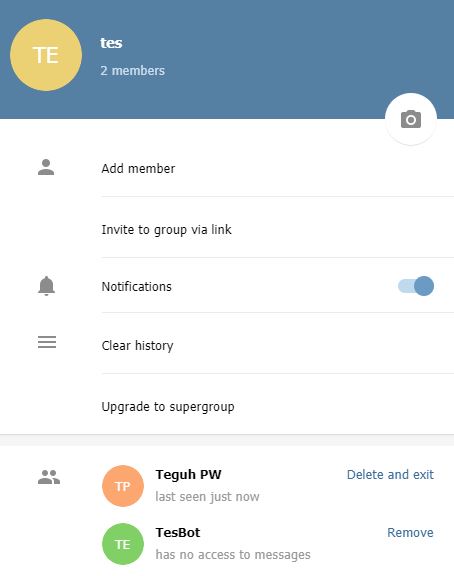 TE
tes
2 members
Add member
Invite to group via link
Notifications
Clear history
Upgrade to supergroup
TP
Teguh PW
Delete and exit
last seen just now
TE
TesBot
Remove
has no access to messages